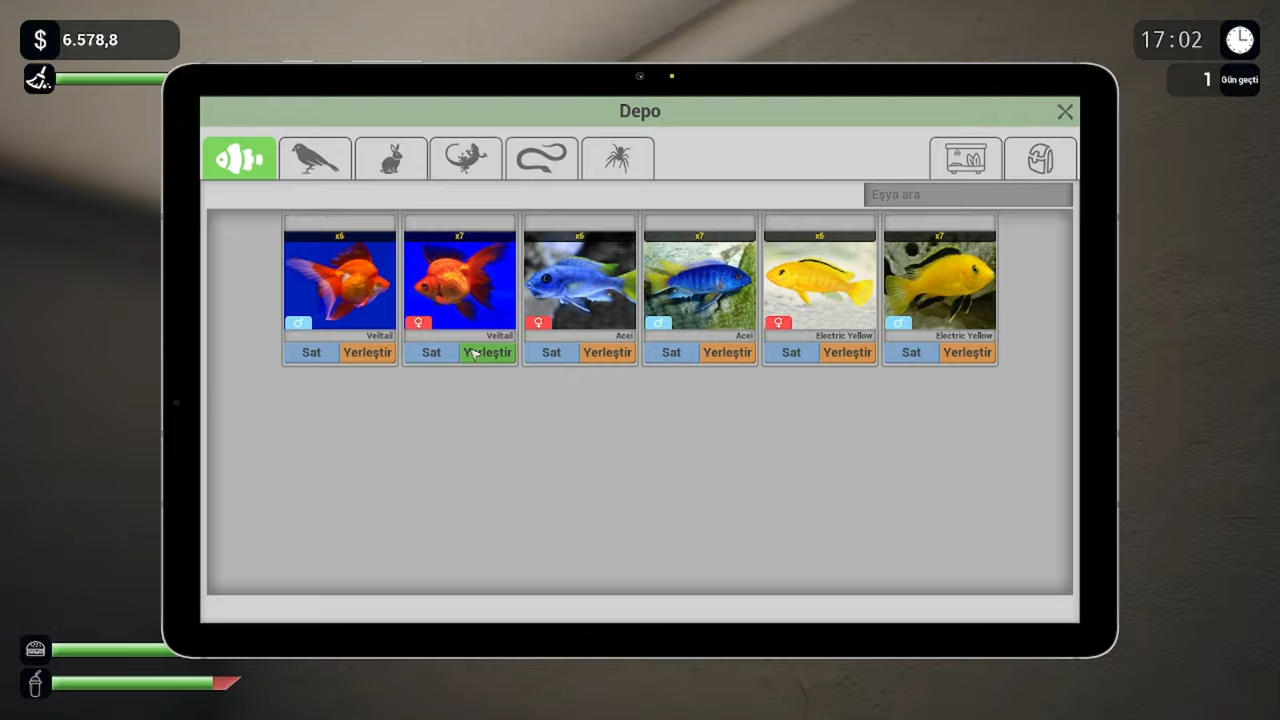 $ 6.578,8
17:02
1 Gün geçti
Depo
Eşya ara
x6 x7 x6 x7 x6 x7
Veiltail Veiltail Acei Acei Electric Yellow Electric Yellow
Sat Yerleştir Sat Yerleştir Sat Yerleştir Sat Yerleştir Sat Yerleştir Sat Yerleştir